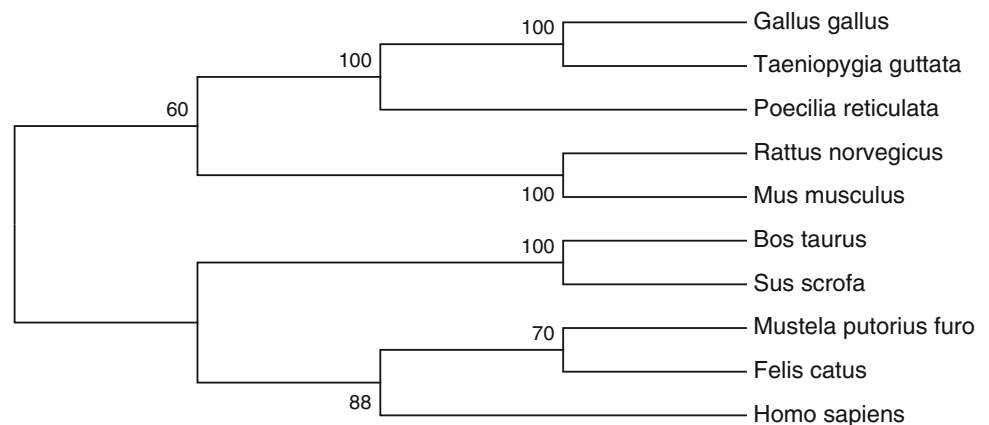 Gallus gallus
100
Taeniopygia guttata
100
Poecilia reticulata
60
Rattus norvegicus
100
Mus musculus
Bos taurus
100
Sus scrofa
Mustela putorius furo
70
Felis catus
88
Homo sapiens